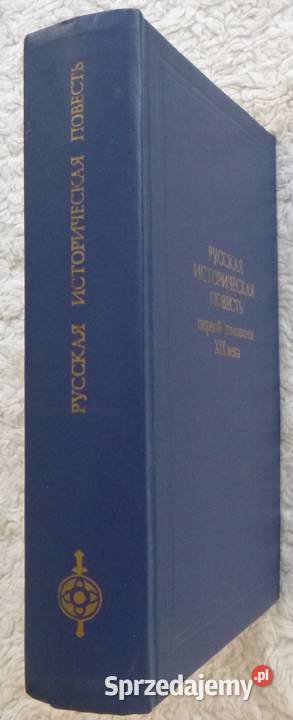 РУССКАЯ ИСТОРИЧЕСКАЯ ПОВЕСТЬ
РУССКАЯ
ИСТОРИЧЕСКАЯ
ПОВЕСТЬ
первой половины
XIX века
Sprzedajemy.pl